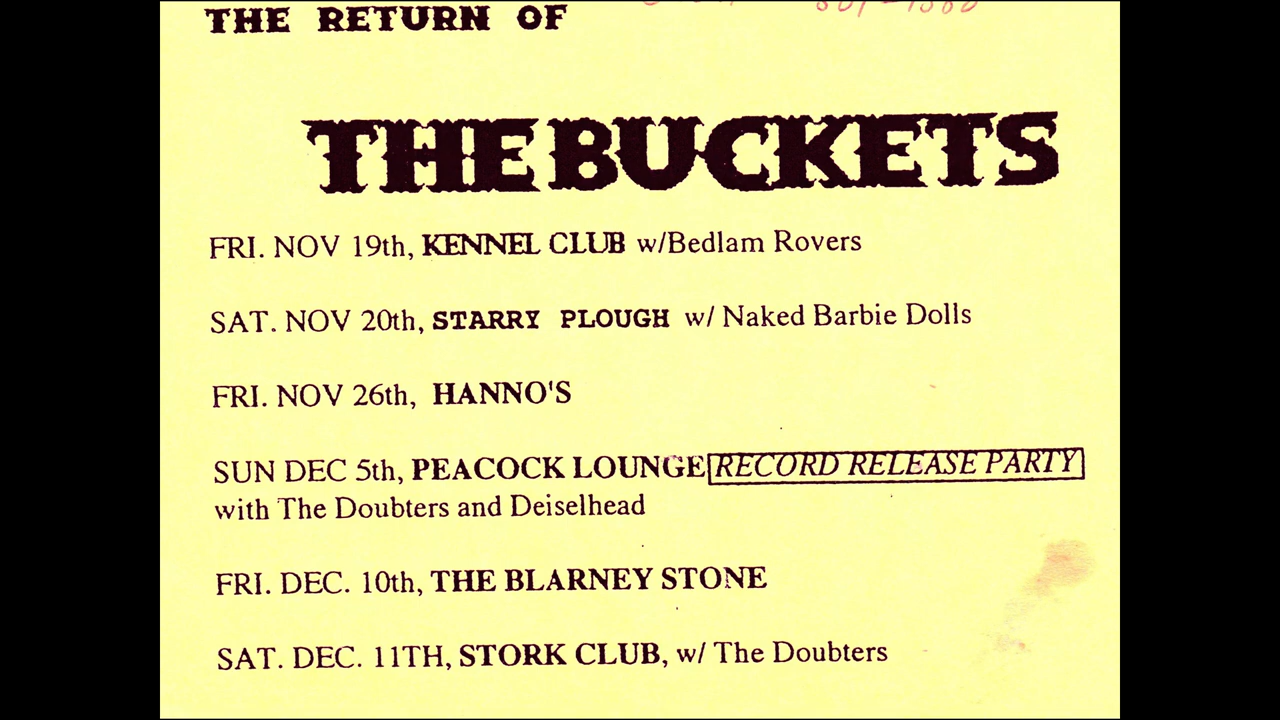 THE RETURN OF
THE BUCKETS
FRI. NOV 19th, KENNEL CLUB w/Bedlam Rovers
SAT. NOV 20th, STARRY PLOUGH w/ Naked Barbie Dolls
FRI. NOV 26th, HANNO'S
SUN DEC 5th, PEACOCK LOUNGE RECORD RELEASE PARTY
with The Doubters and Deiselhead
FRI. DEC. 10th, THE BLARNEY STONE
SAT. DEC. 11TH, STORK CLUB, w/ The Doubters